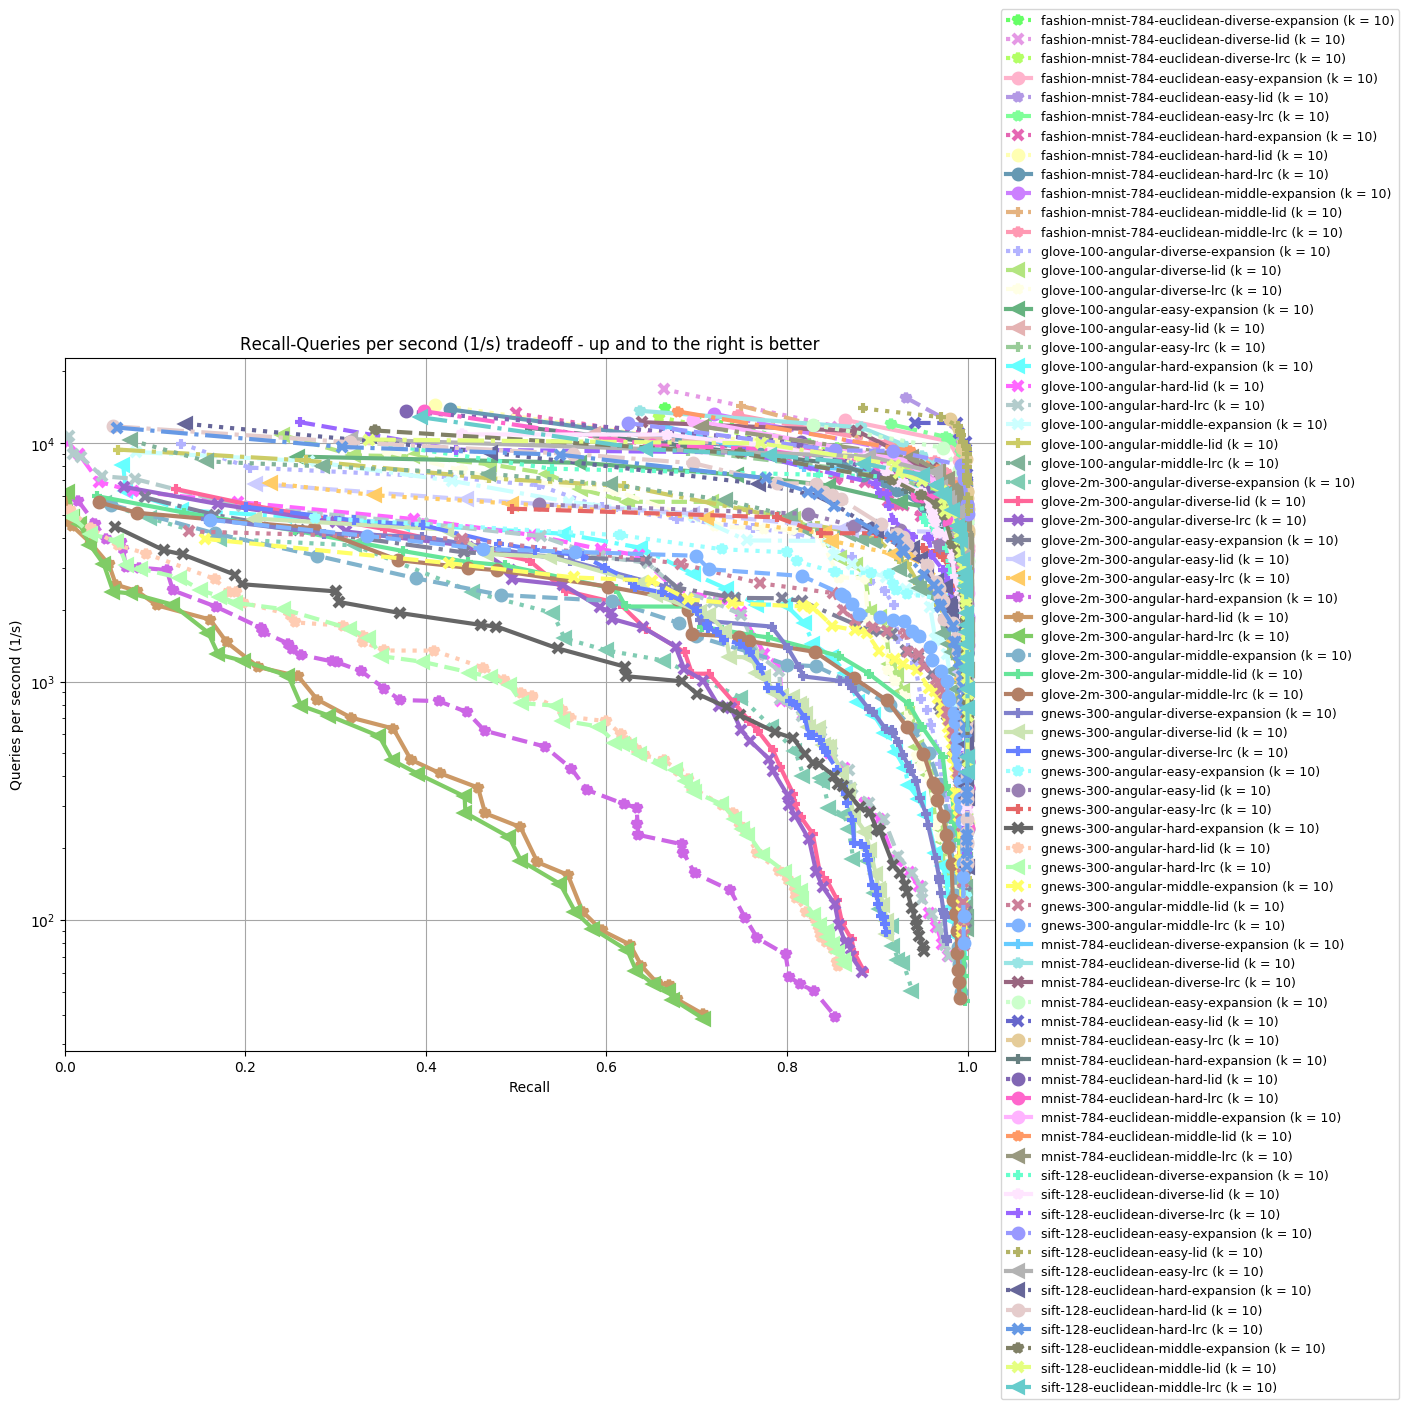 Recall-Queries per second (1/s) tradeoff - up and to the right is better
Queries per second (1/s)
10⁴
10³
10²
0.0 0.2 0.4 0.6 0.8 1.0
Recall
fashion-mnist-784-euclidean-diverse-expansion (k = 10)
fashion-mnist-784-euclidean-diverse-lid (k = 10)
fashion-mnist-784-euclidean-diverse-lrc (k = 10)
fashion-mnist-784-euclidean-easy-expansion (k = 10)
fashion-mnist-784-euclidean-easy-lid (k = 10)
fashion-mnist-784-euclidean-easy-lrc (k = 10)
fashion-mnist-784-euclidean-hard-expansion (k = 10)
fashion-mnist-784-euclidean-hard-lid (k = 10)
fashion-mnist-784-euclidean-hard-lrc (k = 10)
fashion-mnist-784-euclidean-middle-expansion (k = 10)
fashion-mnist-784-euclidean-middle-lid (k = 10)
fashion-mnist-784-euclidean-middle-lrc (k = 10)
glove-100-angular-diverse-expansion (k = 10)
glove-100-angular-diverse-lid (k = 10)
glove-100-angular-diverse-lrc (k = 10)
glove-100-angular-easy-expansion (k = 10)
glove-100-angular-easy-lid (k = 10)
glove-100-angular-easy-lrc (k = 10)
glove-100-angular-hard-expansion (k = 10)
glove-100-angular-hard-lid (k = 10)
glove-100-angular-hard-lrc (k = 10)
glove-100-angular-middle-expansion (k = 10)
glove-100-angular-middle-lid (k = 10)
glove-100-angular-middle-lrc (k = 10)
glove-2m-300-angular-diverse-expansion (k = 10)
glove-2m-300-angular-diverse-lid (k = 10)
glove-2m-300-angular-diverse-lrc (k = 10)
glove-2m-300-angular-easy-expansion (k = 10)
glove-2m-300-angular-easy-lid (k = 10)
glove-2m-300-angular-easy-lrc (k = 10)
glove-2m-300-angular-hard-expansion (k = 10)
glove-2m-300-angular-hard-lid (k = 10)
glove-2m-300-angular-hard-lrc (k = 10)
glove-2m-300-angular-middle-expansion (k = 10)
glove-2m-300-angular-middle-lid (k = 10)
glove-2m-300-angular-middle-lrc (k = 10)
gnews-300-angular-diverse-expansion (k = 10)
gnews-300-angular-diverse-lid (k = 10)
gnews-300-angular-diverse-lrc (k = 10)
gnews-300-angular-easy-expansion (k = 10)
gnews-300-angular-easy-lid (k = 10)
gnews-300-angular-easy-lrc (k = 10)
gnews-300-angular-hard-expansion (k = 10)
gnews-300-angular-hard-lid (k = 10)
gnews-300-angular-hard-lrc (k = 10)
gnews-300-angular-middle-expansion (k = 10)
gnews-300-angular-middle-lid (k = 10)
gnews-300-angular-middle-lrc (k = 10)
mnist-784-euclidean-diverse-expansion (k = 10)
mnist-784-euclidean-diverse-lid (k = 10)
mnist-784-euclidean-diverse-lrc (k = 10)
mnist-784-euclidean-easy-expansion (k = 10)
mnist-784-euclidean-easy-lid (k = 10)
mnist-784-euclidean-easy-lrc (k = 10)
mnist-784-euclidean-hard-expansion (k = 10)
mnist-784-euclidean-hard-lid (k = 10)
mnist-784-euclidean-hard-lrc (k = 10)
mnist-784-euclidean-middle-expansion (k = 10)
mnist-784-euclidean-middle-lid (k = 10)
mnist-784-euclidean-middle-lrc (k = 10)
sift-128-euclidean-diverse-expansion (k = 10)
sift-128-euclidean-diverse-lid (k = 10)
sift-128-euclidean-diverse-lrc (k = 10)
sift-128-euclidean-easy-expansion (k = 10)
sift-128-euclidean-easy-lid (k = 10)
sift-128-euclidean-easy-lrc (k = 10)
sift-128-euclidean-hard-expansion (k = 10)
sift-128-euclidean-hard-lid (k = 10)
sift-128-euclidean-hard-lrc (k = 10)
sift-128-euclidean-middle-expansion (k = 10)
sift-128-euclidean-middle-lid (k = 10)
sift-128-euclidean-middle-lrc (k = 10)